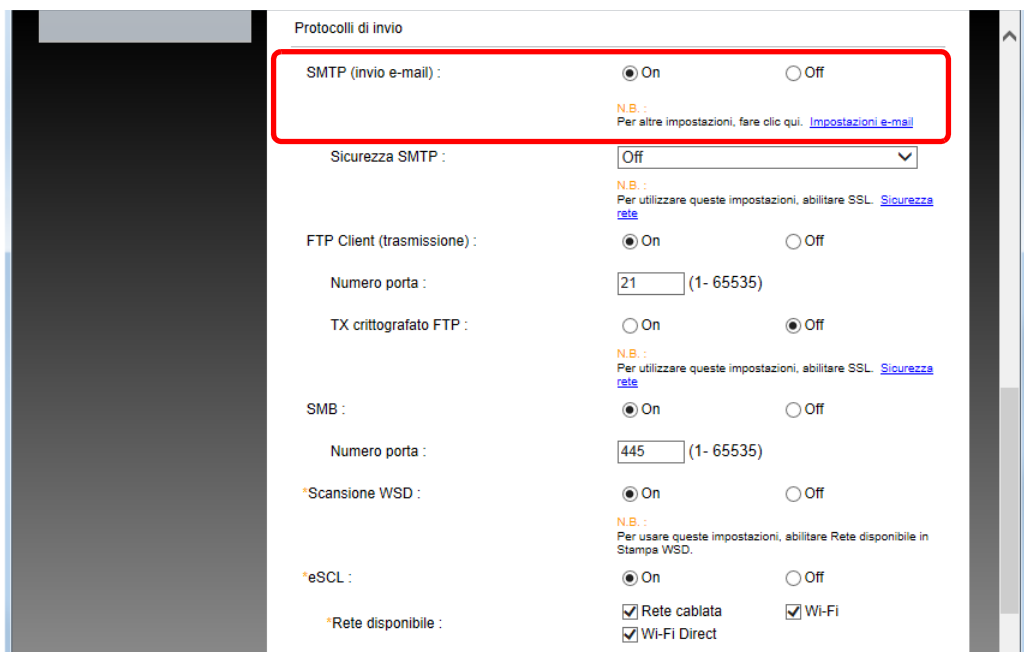 Protocolli di invio
SMTP (invio e-mail) : On Off
N.B. :
Per altre impostazioni, fare clic qui. Impostazioni e-mail
Sicurezza SMTP : Off
N.B. :
Per utilizzare queste impostazioni, abilitare SSL. Sicurezza
rete
FTP Client (trasmissione) : On Off
Numero porta : 21 (1- 65535)
TX crittografato FTP : On Off
N.B. :
Per utilizzare queste impostazioni, abilitare SSL. Sicurezza
rete
SMB : On Off
Numero porta : 445 (1- 65535)
*Scansione WSD : On Off
N.B. :
Per usare queste impostazioni, abilitare Rete disponibile in
Stampa WSD.
*eSCL : On Off
*Rete disponibile : Rete cablata Wi-Fi
Wi-Fi Direct